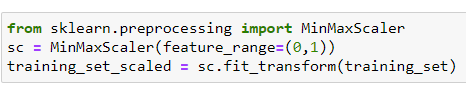 from sklearn.preprocessing import MinMaxScaler
sc = MinMaxScaler(feature_range=(0,1))
training_set_scaled = sc.fit_transform(training_set)